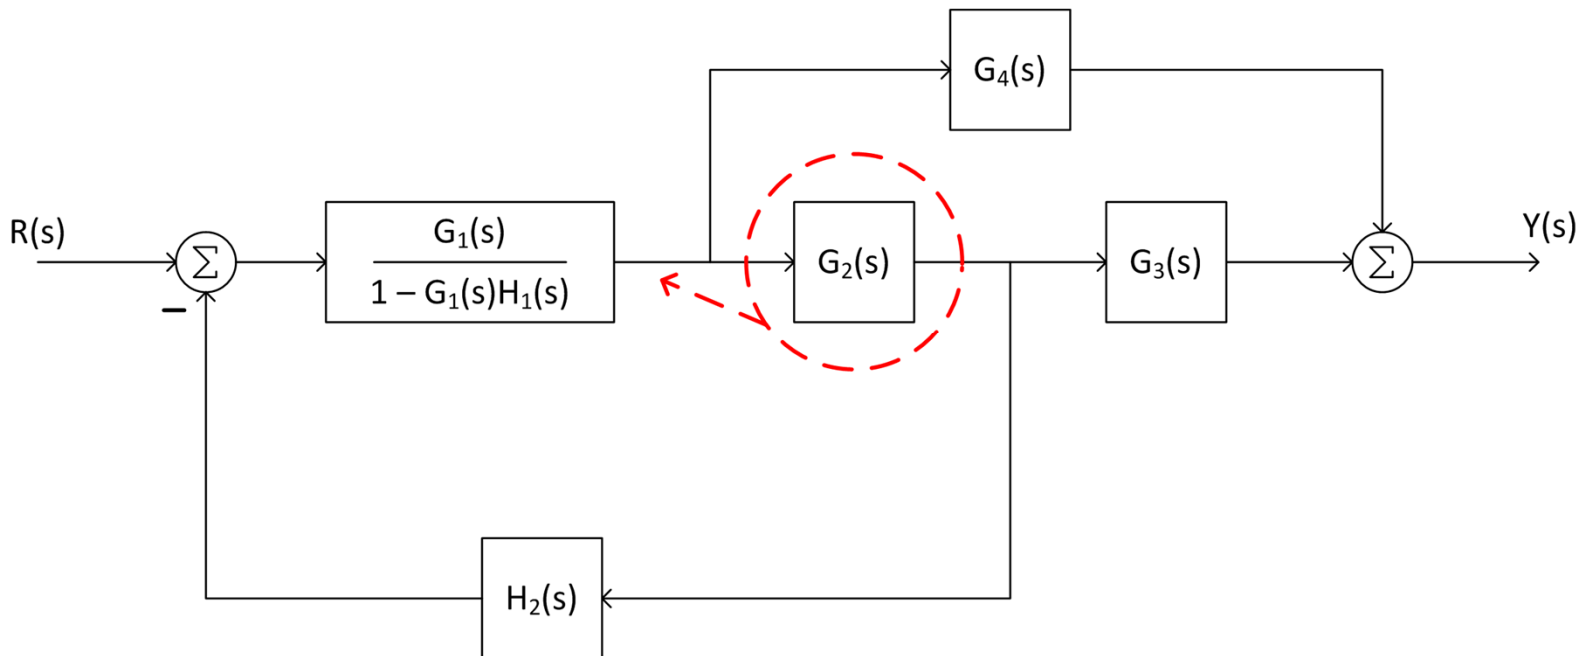 G₄(s)
R(s)
Σ
G₁(s)
1 – G₁(s)H₁(s)
G₂(s)
G₃(s)
Σ
Y(s)
–
H₂(s)